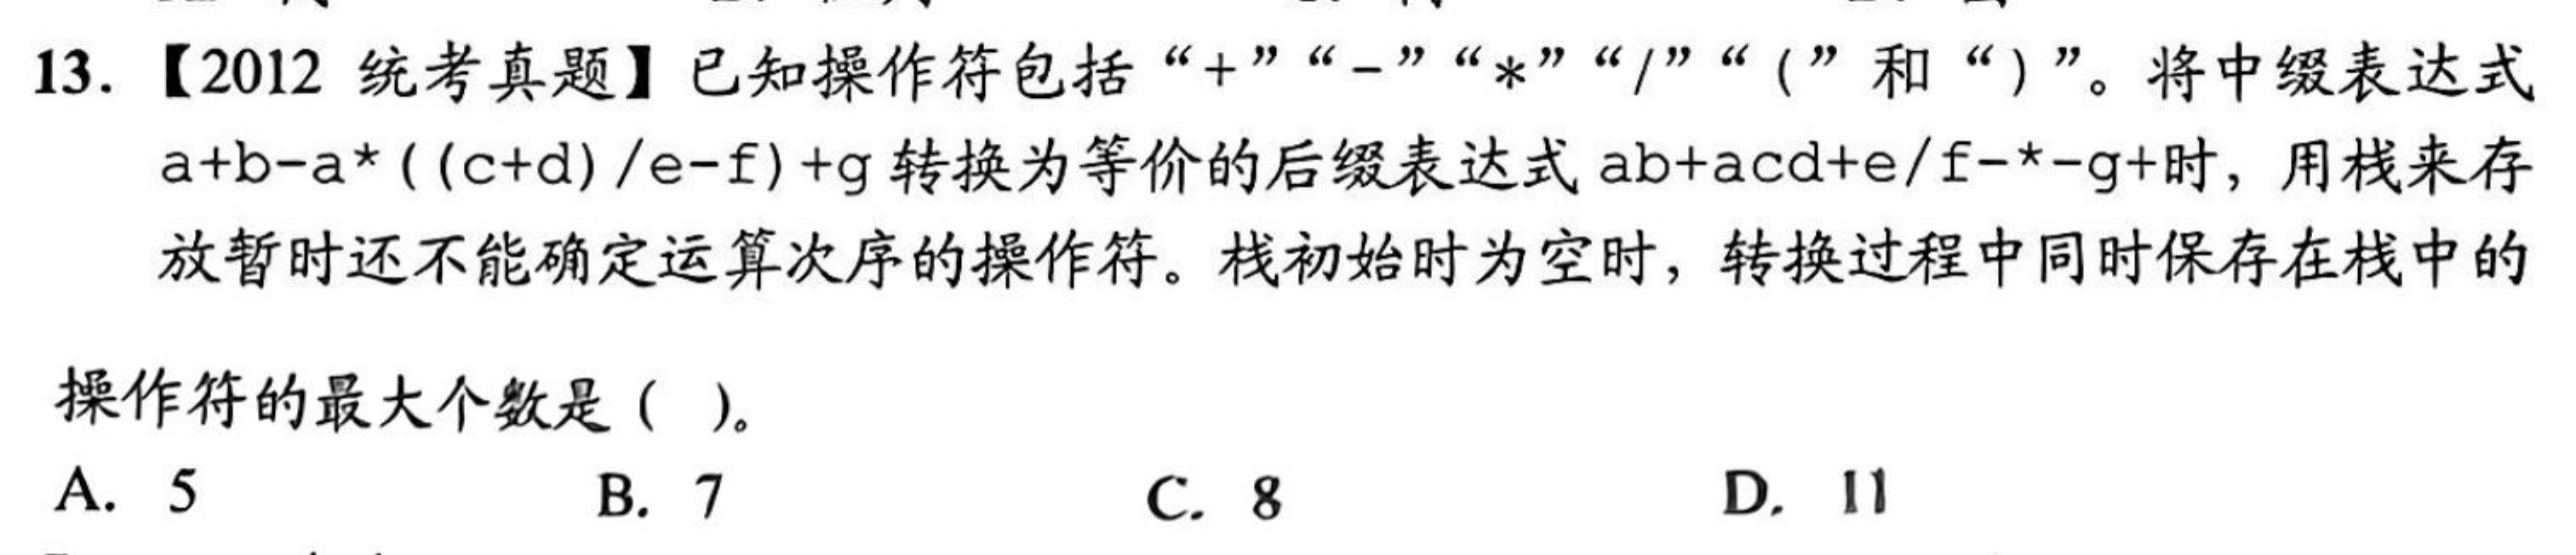 13. 【2012 统考真题】已知操作符包括“+”“-”“*”“/”“(”和“)”。将中缀表达式
a+b-a*((c+d)/e-f)+g 转换为等价的后缀表达式 ab+acd+e/f-*-g+时，用栈来存
放暂时还不能确定运算次序的操作符。栈初始时为空时，转换过程中同时保存在栈中的
操作符的最大个数是（ ）。
A. 5 B. 7 C. 8 D. 11